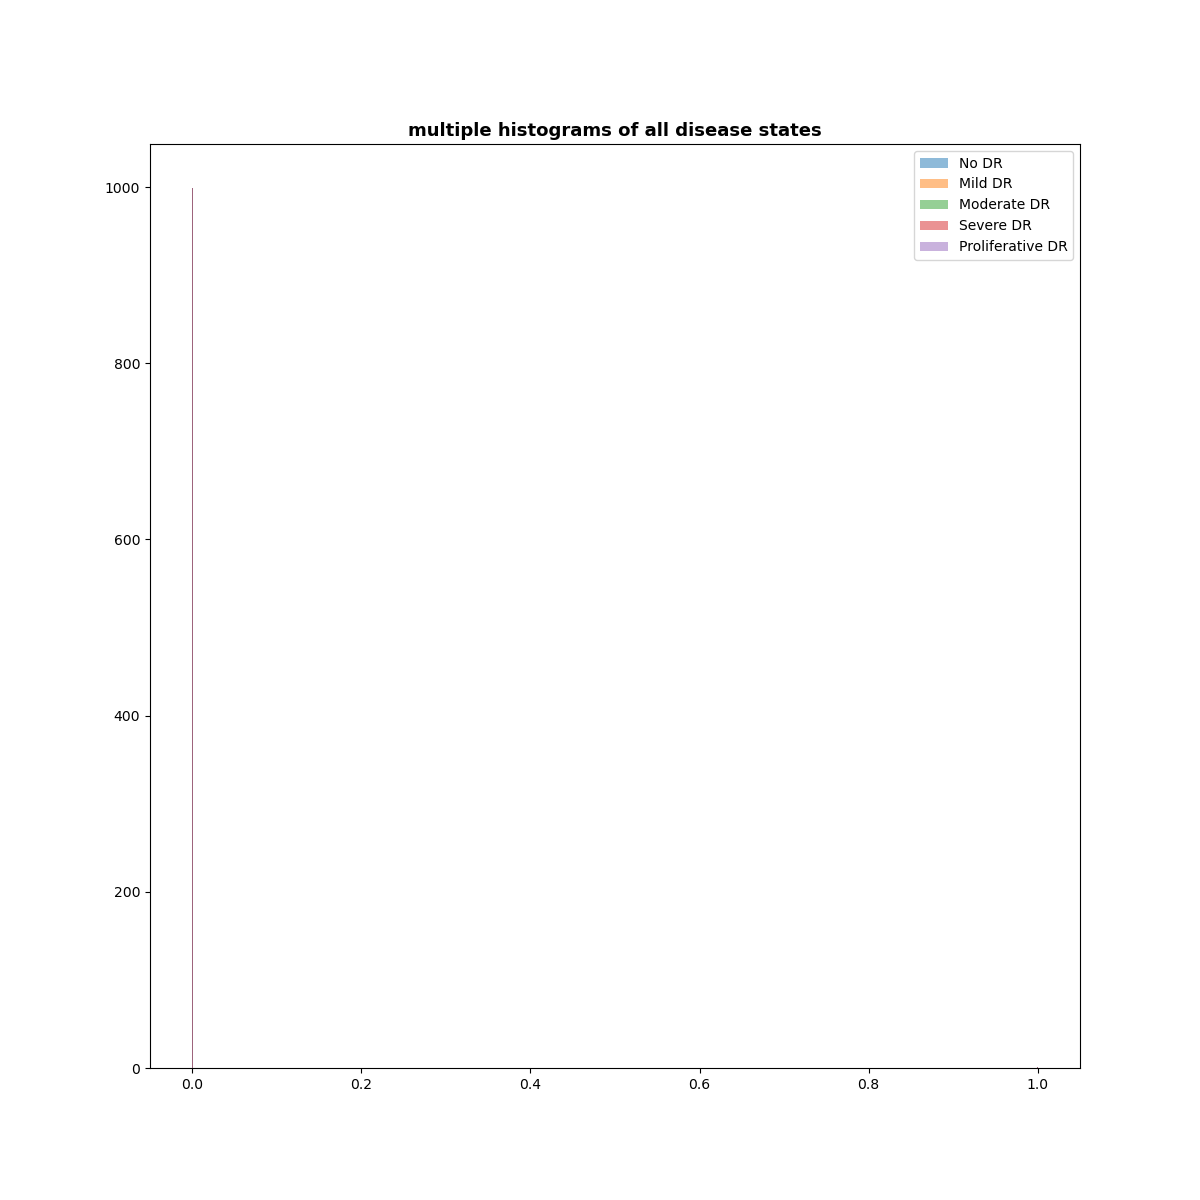 multiple histograms of all disease states
No DR
Mild DR
Moderate DR
Severe DR
Proliferative DR
1000
800
600
400
200
0
0.0 0.2 0.4 0.6 0.8 1.0